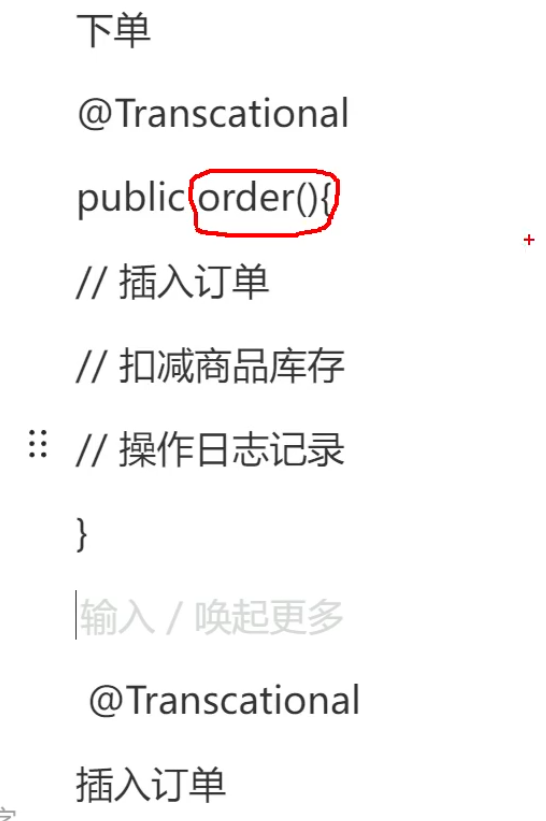 下单
@Transcational
public order(){
// 插入订单
// 扣减商品库存
// 操作日志记录
}
输入 / 唤起更多
@Transcational
插入订单